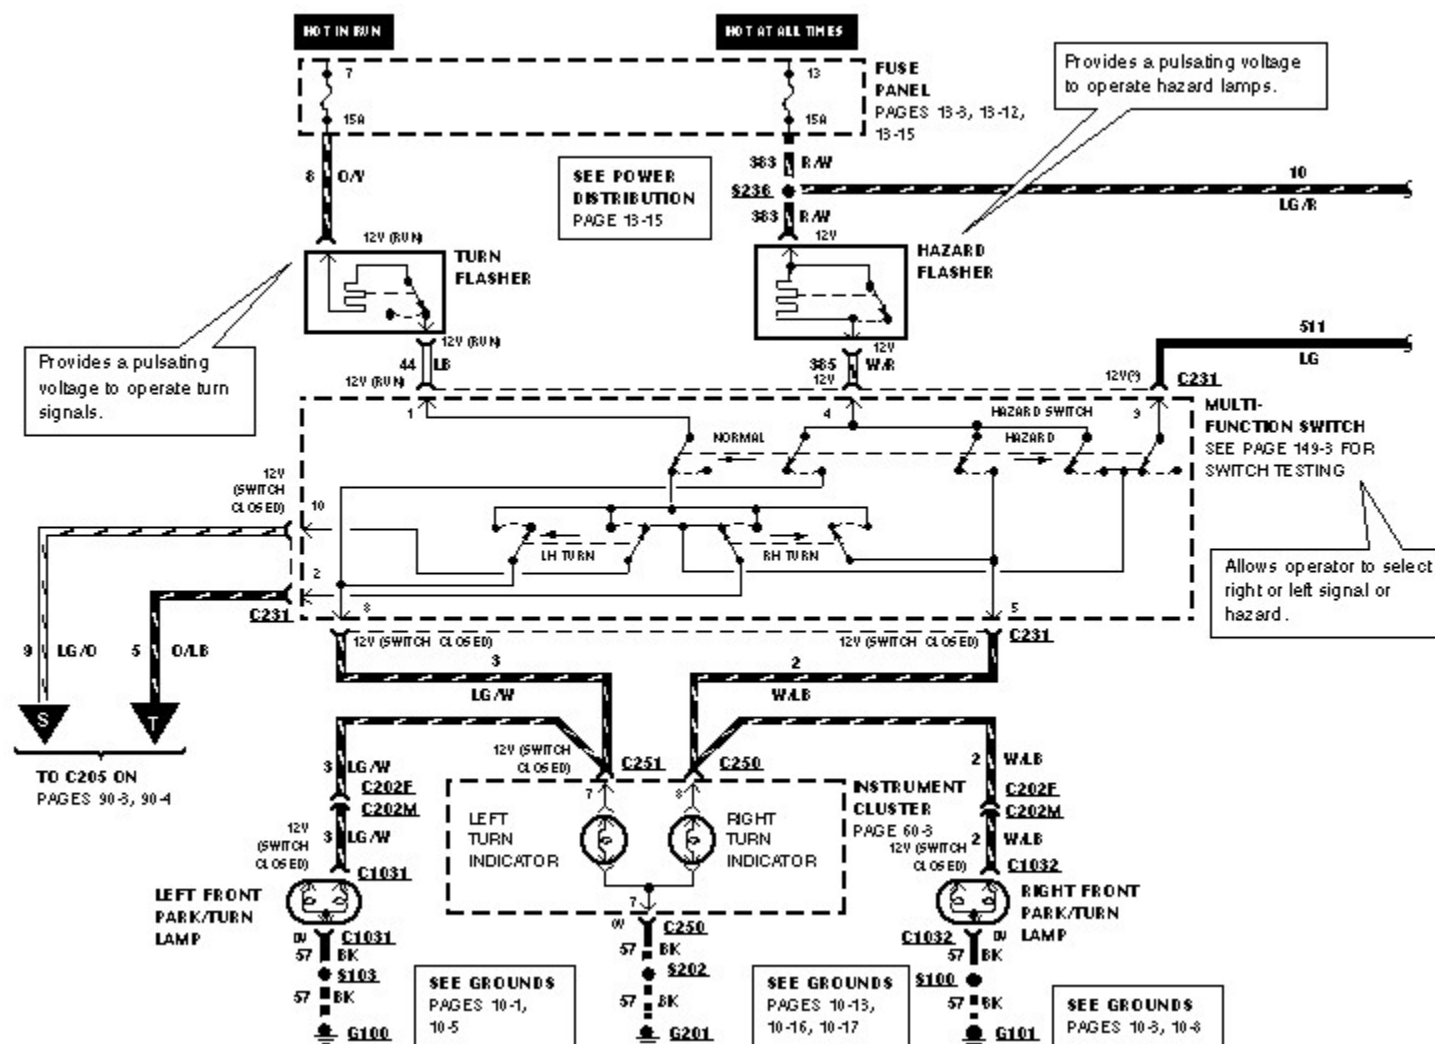 HOT IN RUN
HOT AT ALL TIMES
7
13
15A
15A
FUSE
PANEL
PAGES 13-3, 13-12,
13-15
Provides a pulsating voltage
to operate hazard lamps.
8 O/Y
SEE POWER
DISTRIBUTION
PAGE 13-15
383 R/W
S236
383 R/W
10
LG/R
12V (RUN)
12V
TURN
FLASHER
HAZARD
FLASHER
Provides a pulsating
voltage to operate turn
signals.
12V (RUN)
44 LB
12V (RUN)
12V
385 W/R
12V
511
LG
12V(*)
C231
1
4
HAZARD SWITCH
9
NORMAL
HAZARD
MULTI-
FUNCTION SWITCH
SEE PAGE 149-3 FOR
SWITCH TESTING
12V
(SWITCH
CLOSED)
10
LH TURN
RH TURN
2
C231
8
5
Allows operator to select
right or left signal or
hazard.
12V (SWITCH CLOSED)
12V (SWITCH CLOSED)
C231
9 LG/O
5 O/LB
3
LG/W
2
W/LB
S
T
TO C205 ON
PAGES 90-3, 90-4
12V (SWITCH
CLOSED)
C251
C250
3 LG/W
C202F
C202M
3 LG/W
2 W/LB
C202F
C202M
2 W/LB
7
8
LEFT
TURN
INDICATOR
RIGHT
TURN
INDICATOR
INSTRUMENT
CLUSTER
PAGE 60-3
12V
(SWITCH
CLOSED)
C1031
12V (SWITCH
CLOSED)
C1032
LEFT FRONT
PARK/TURN
LAMP
RIGHT FRONT
PARK/TURN
LAMP
7
0V
C1031
57 BK
S103
57 BK
G100
0V
C250
57 BK
S202
57 BK
G201
C1032
0V
57 BK
S100
57 BK
G101
SEE GROUNDS
PAGES 10-1,
10-5
SEE GROUNDS
PAGES 10-13,
10-16, 10-17
SEE GROUNDS
PAGES 10-3, 10-8